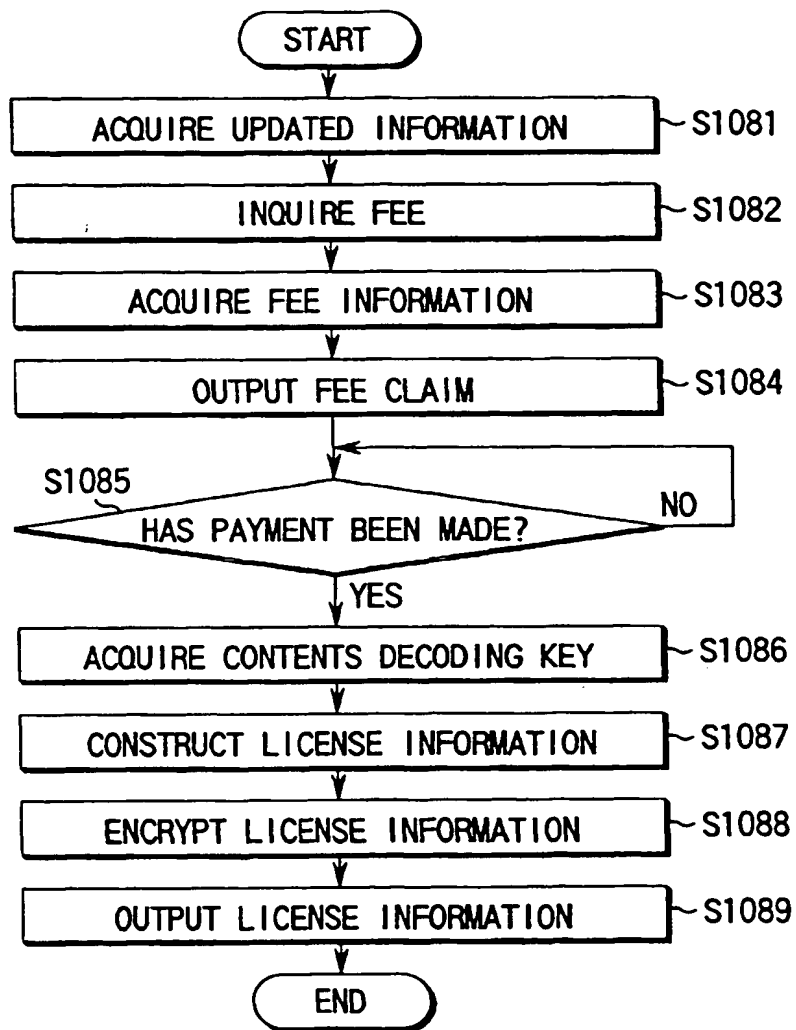 START
ACQUIRE UPDATED INFORMATION
S1081
INQUIRE FEE
S1082
ACQUIRE FEE INFORMATION
S1083
OUTPUT FEE CLAIM
S1084
S1085
HAS PAYMENT BEEN MADE?
NO
YES
ACQUIRE CONTENTS DECODING KEY
S1086
CONSTRUCT LICENSE INFORMATION
S1087
ENCRYPT LICENSE INFORMATION
S1088
OUTPUT LICENSE INFORMATION
S1089
END